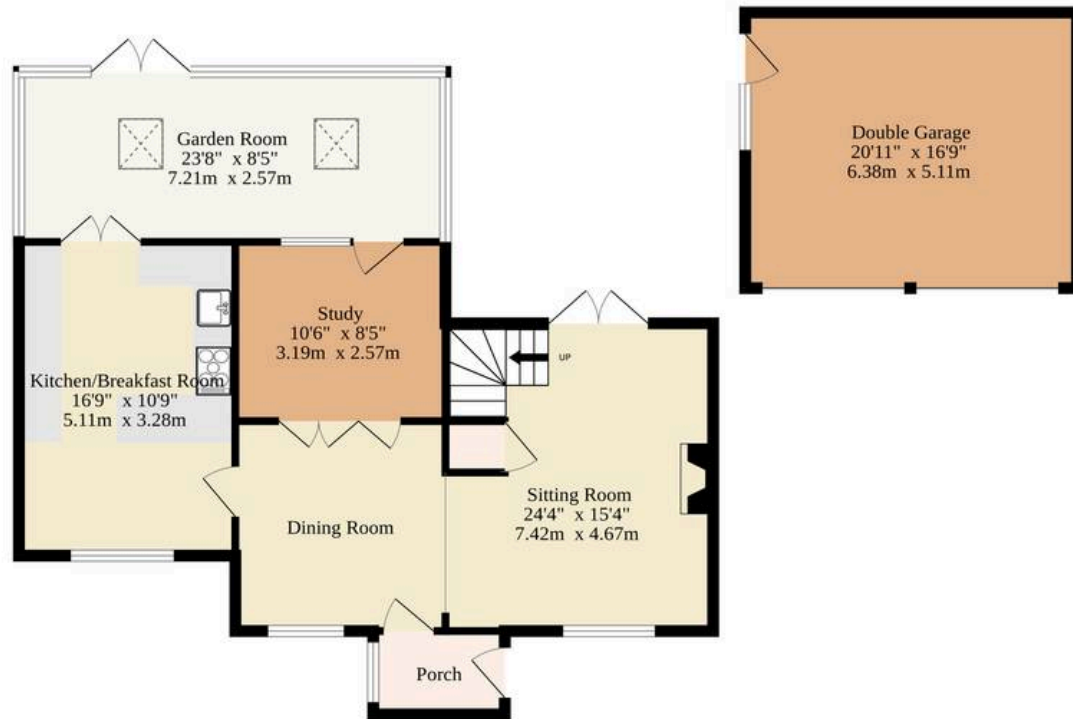 Garden Room
23'8" x 8'5"
7.21m x 2.57m
Double Garage
20'11" x 16'9"
6.38m x 5.11m
Study
10'6" x 8'5"
3.19m x 2.57m
UP
Kitchen/Breakfast Room
16'9" x 10'9"
5.11m x 3.28m
Dining Room
Sitting Room
24'4" x 15'4"
7.42m x 4.67m
Porch